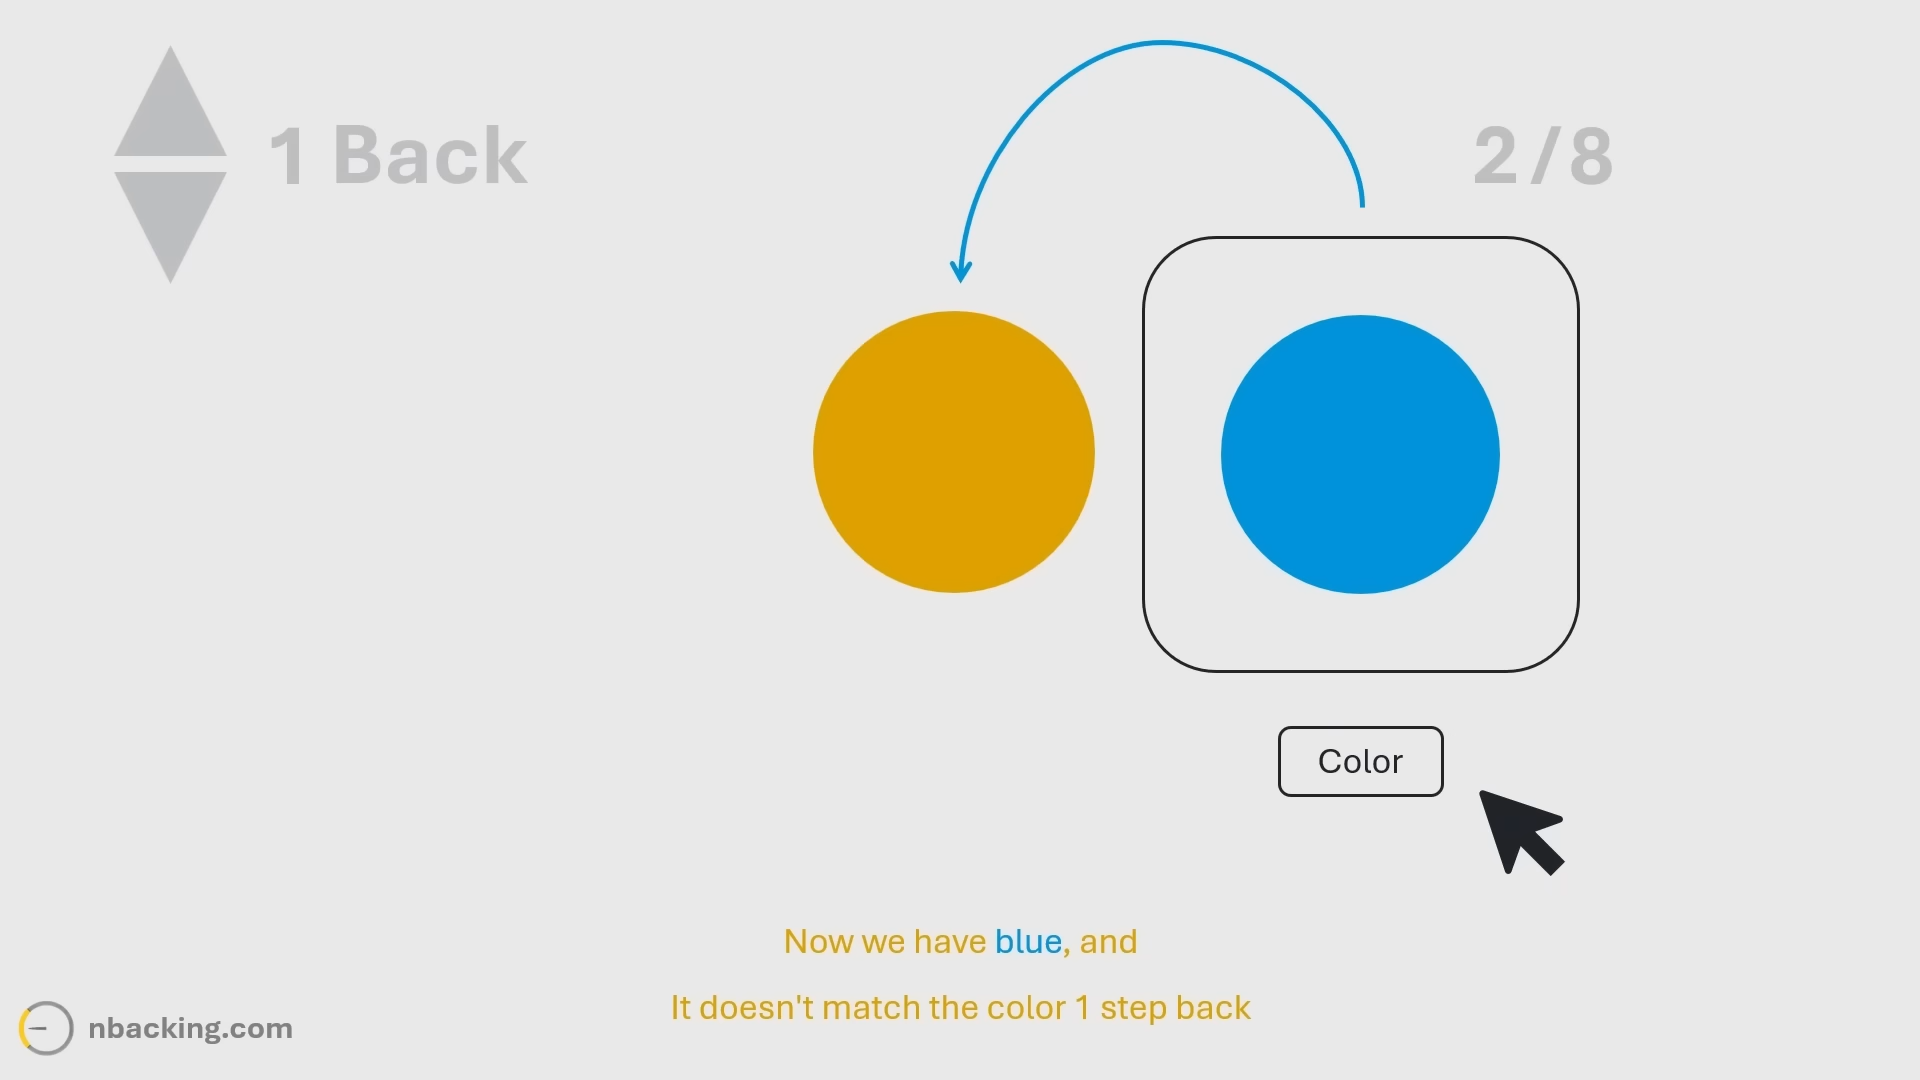 1 Back
2/8
Color
Now we have blue, and
It doesn't match the color 1 step back
nbacking.com